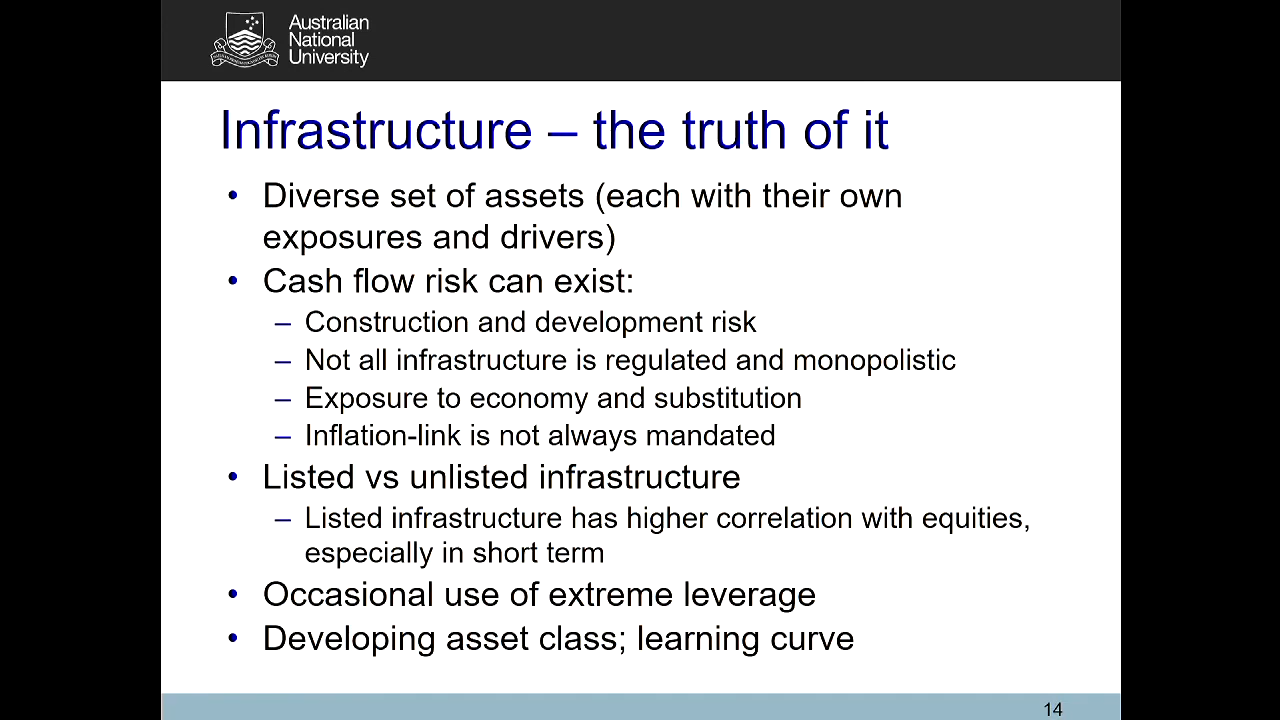 Australian
National
University
Infrastructure – the truth of it
• Diverse set of assets (each with their own
exposures and drivers)
• Cash flow risk can exist:
– Construction and development risk
– Not all infrastructure is regulated and monopolistic
– Exposure to economy and substitution
– Inflation-link is not always mandated
• Listed vs unlisted infrastructure
– Listed infrastructure has higher correlation with equities,
especially in short term
• Occasional use of extreme leverage
• Developing asset class; learning curve
14